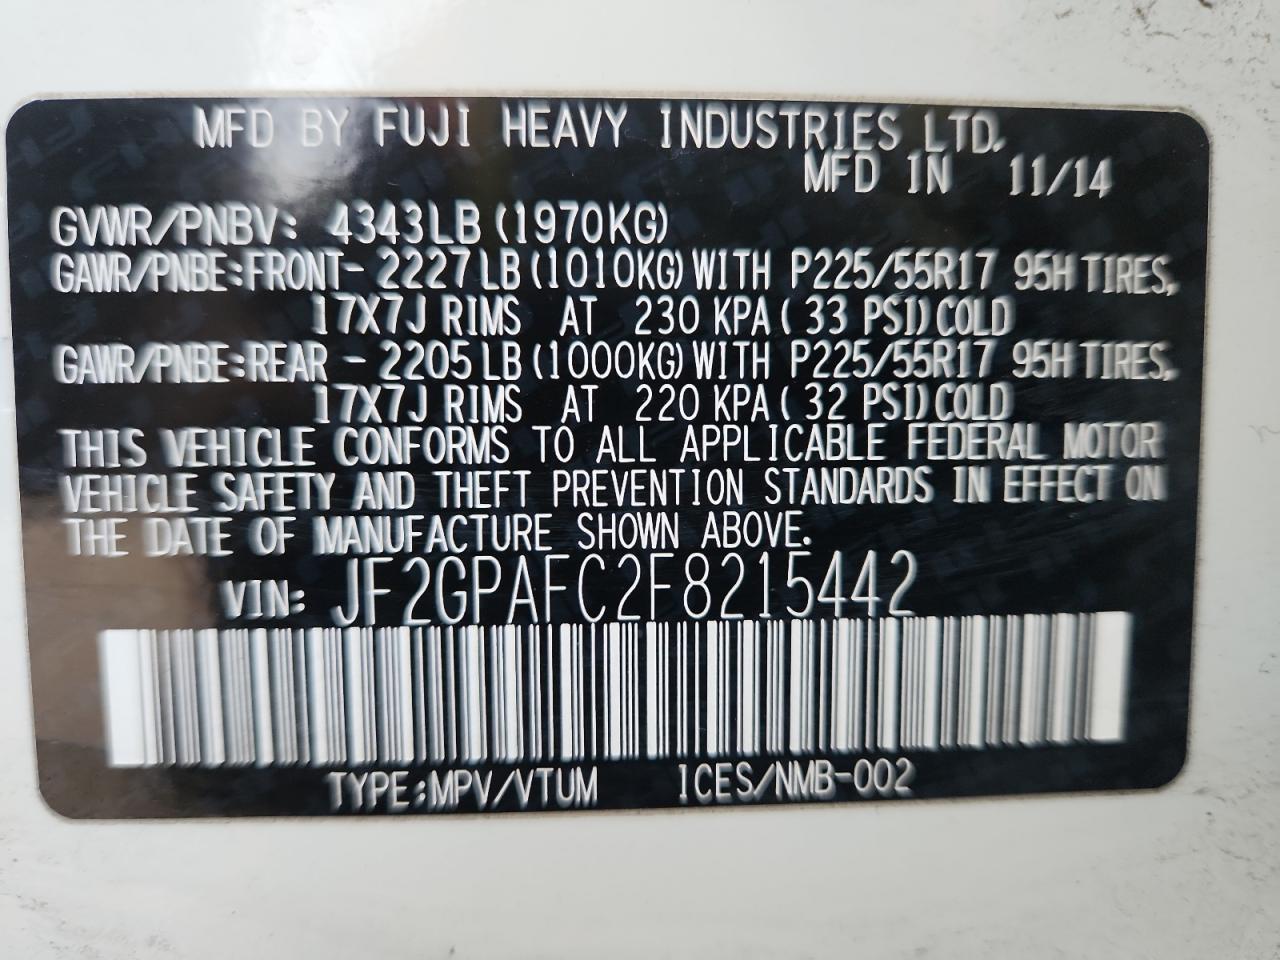 MFD BY FUJI HEAVY INDUSTRIES LTD.
MFD IN 11/14
GVWR/PNBV: 4343LB(1970KG)
GAWR/PNBE:FRONT- 2227LB(1010KG)WITH P225/55R17 95H TIRES,
17X7J RIMS AT 230 KPA( 33 PSI)COLD
GAWR/PNBE:REAR - 2205LB(1000KG)WITH P225/55R17 95H TIRES,
17X7J RIMS AT 220 KPA( 32 PSI)COLD
THIS VEHICLE CONFORMS TO ALL APPLICABLE FEDERAL MOTOR
VEHICLE SAFETY AND THEFT PREVENTION STANDARDS IN EFFECT ON
THE DATE OF MANUFACTURE SHOWN ABOVE.
VIN: JF2GPAFC2F8215442
TYPE:MPV/VTUM ICES/NMB-002